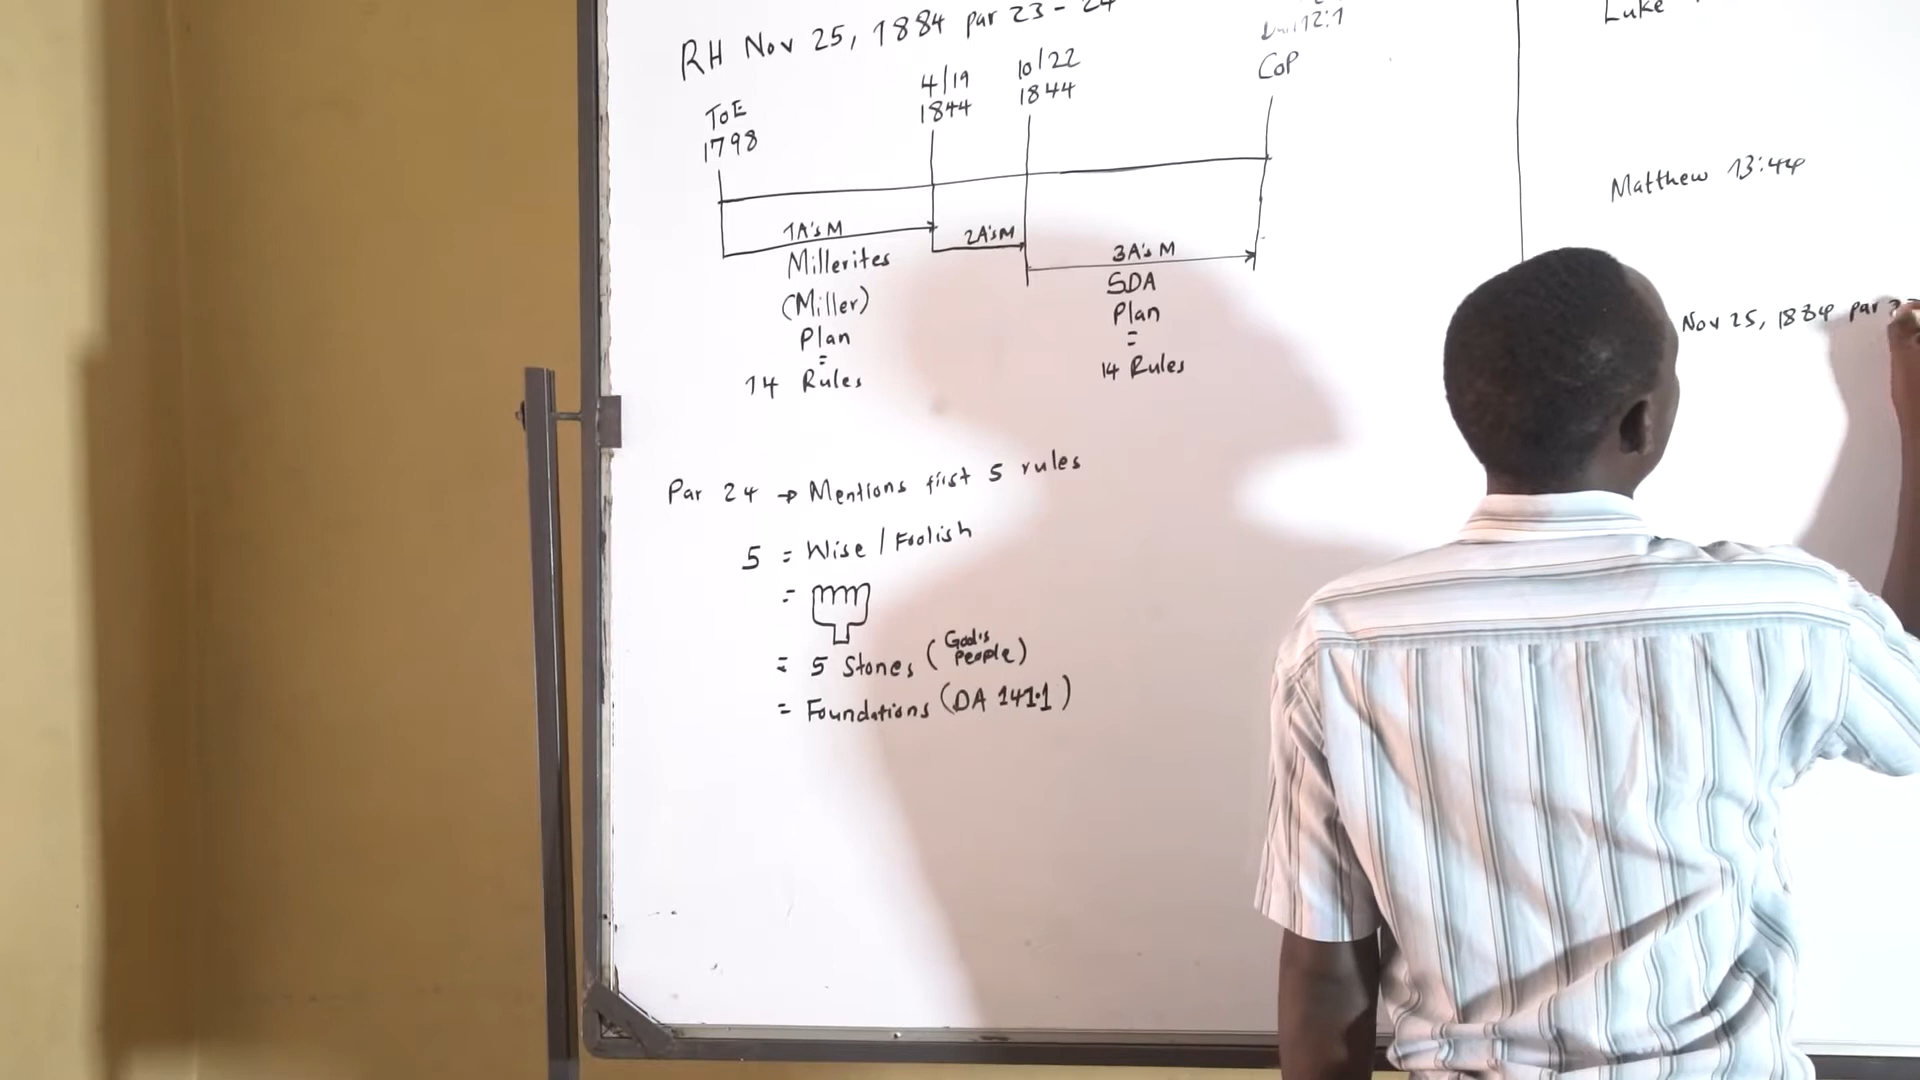 RH Nov 25, 1884 par 23 - 24
ToE
1798
4/19
1844
10/22
1844
12:1
CoP
1A's M
2A's M
3A's M
Millerites
(Miller)
Plan
=
14 Rules
SDA
Plan
=
14 Rules
Par 24 → Mentions first 5 rules
5 = Wise / Foolish
=
= 5 Stones (God's People)
= Foundations (DA 141.1)
Luke
Matthew 13:44
Nov 25, 1884 par